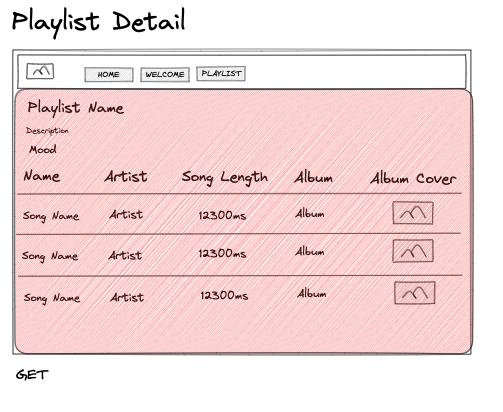 Playlist Detail
HOME WELCOME PLAYLIST
Playlist Name
Description
Mood
Name Artist Song Length Album Album Cover
Song Name Artist 12300ms Album
Song Name Artist 12300ms Album
Song Name Artist 12300ms Album
GET